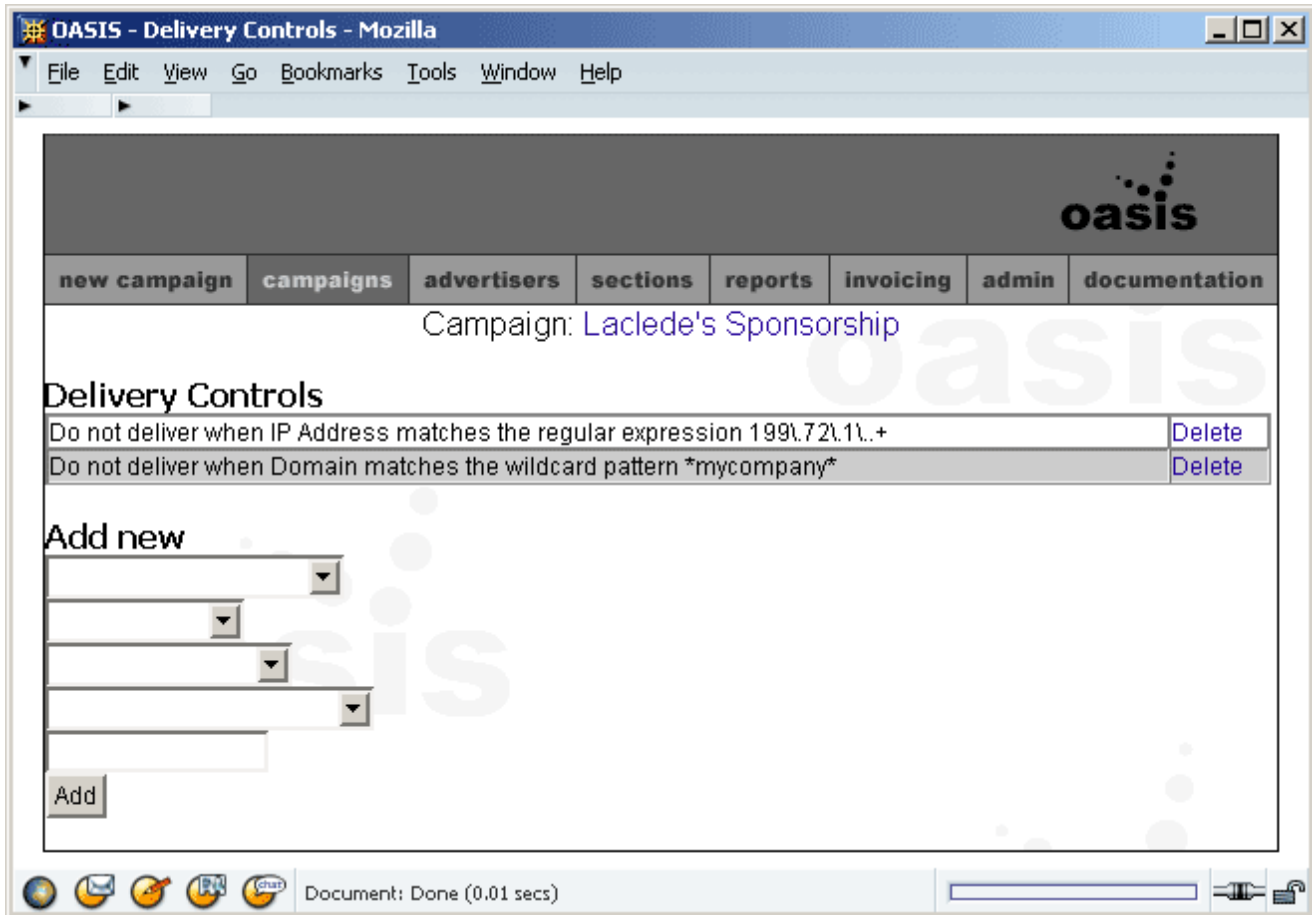 OASIS - Delivery Controls - Mozilla
File Edit View Go Bookmarks Tools Window Help
oasis
new campaign campaigns advertisers sections reports invoicing admin documentation
Campaign: Laclede's Sponsorship
oasis
Delivery Controls
Do not deliver when IP Address matches the regular expression 199\.72\.1\..+ Delete
Do not deliver when Domain matches the wildcard pattern *mycompany* Delete
Add new
sis
Add
Document: Done (0.01 secs)